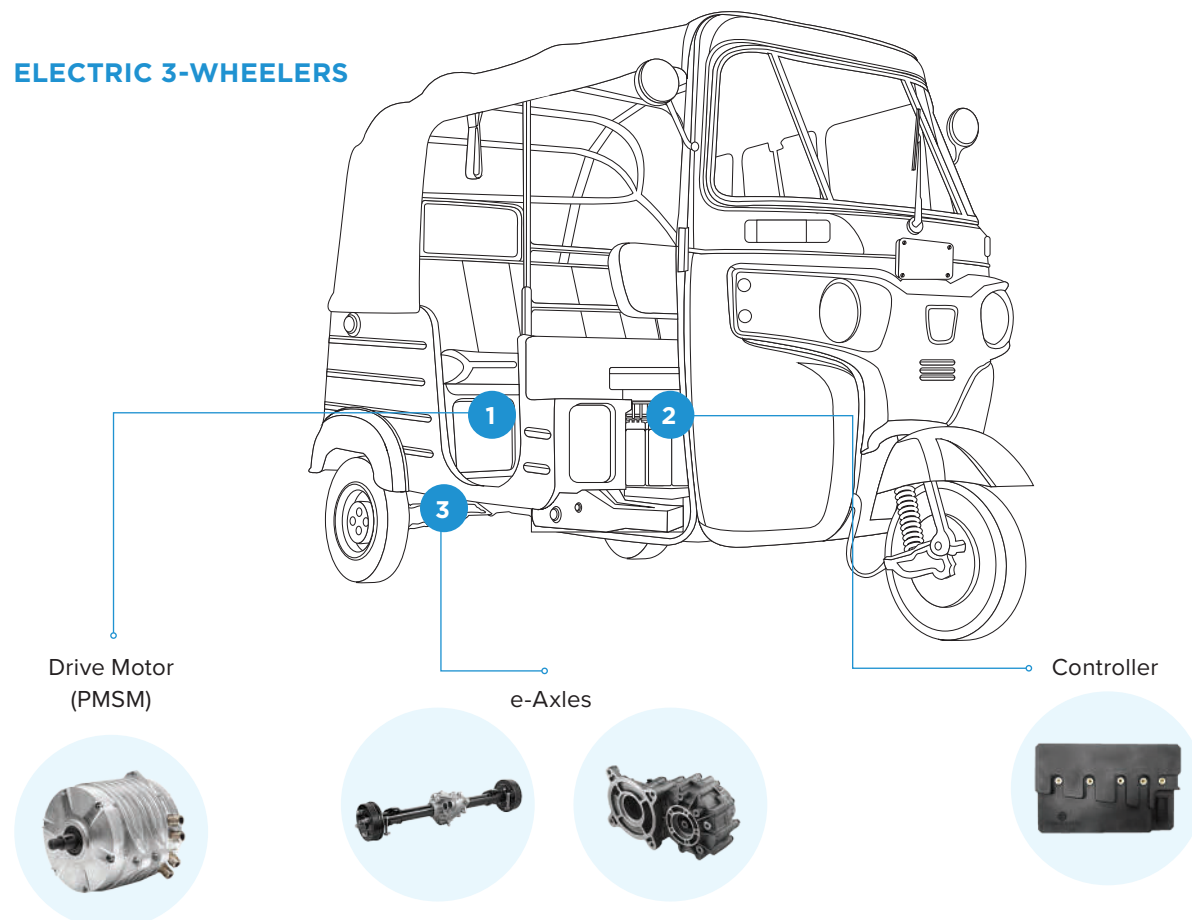 ELECTRIC 3-WHEELERS
1
2
3
Drive Motor
(PMSM)
e-Axles
Controller